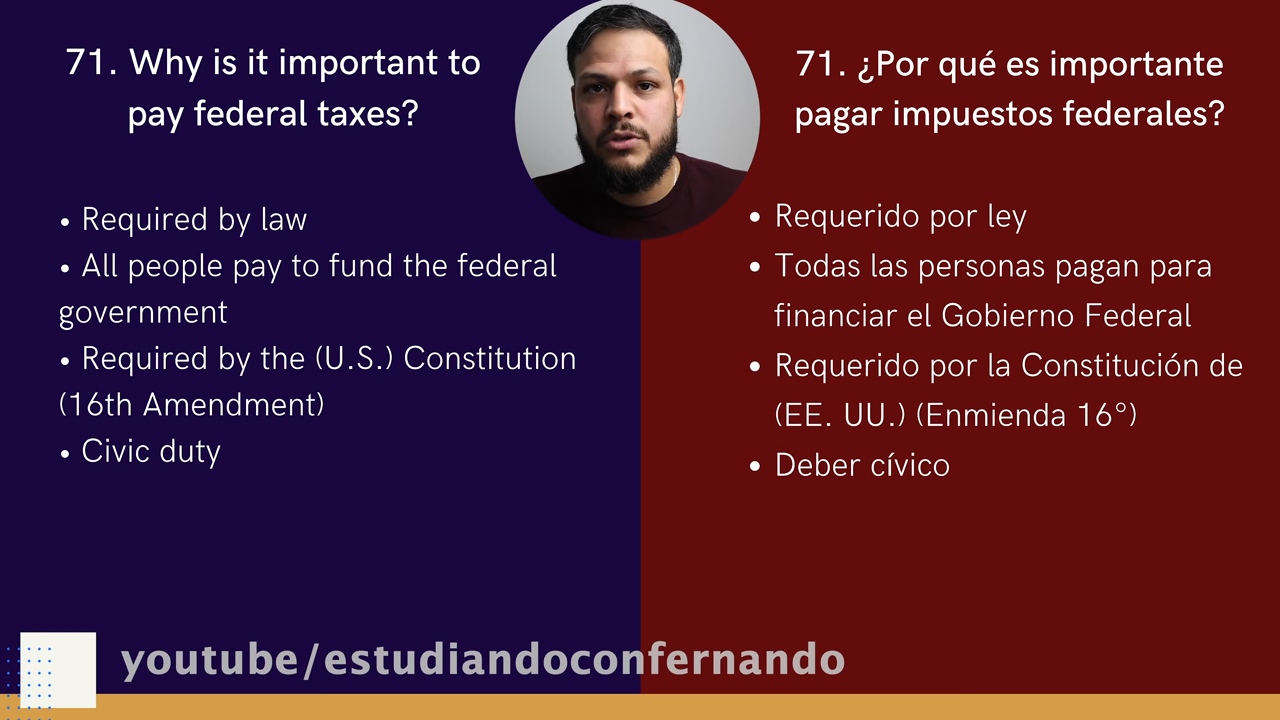 71. Why is it important to
pay federal taxes?
• Required by law
• All people pay to fund the federal
government
• Required by the (U.S.) Constitution
(16th Amendment)
• Civic duty
71. ¿Por qué es importante
pagar impuestos federales?
• Requerido por ley
• Todas las personas pagan para
financiar el Gobierno Federal
• Requerido por la Constitución de
(EE. UU.) (Enmienda 16°)
• Deber cívico
youtube/estudiandoconfernando